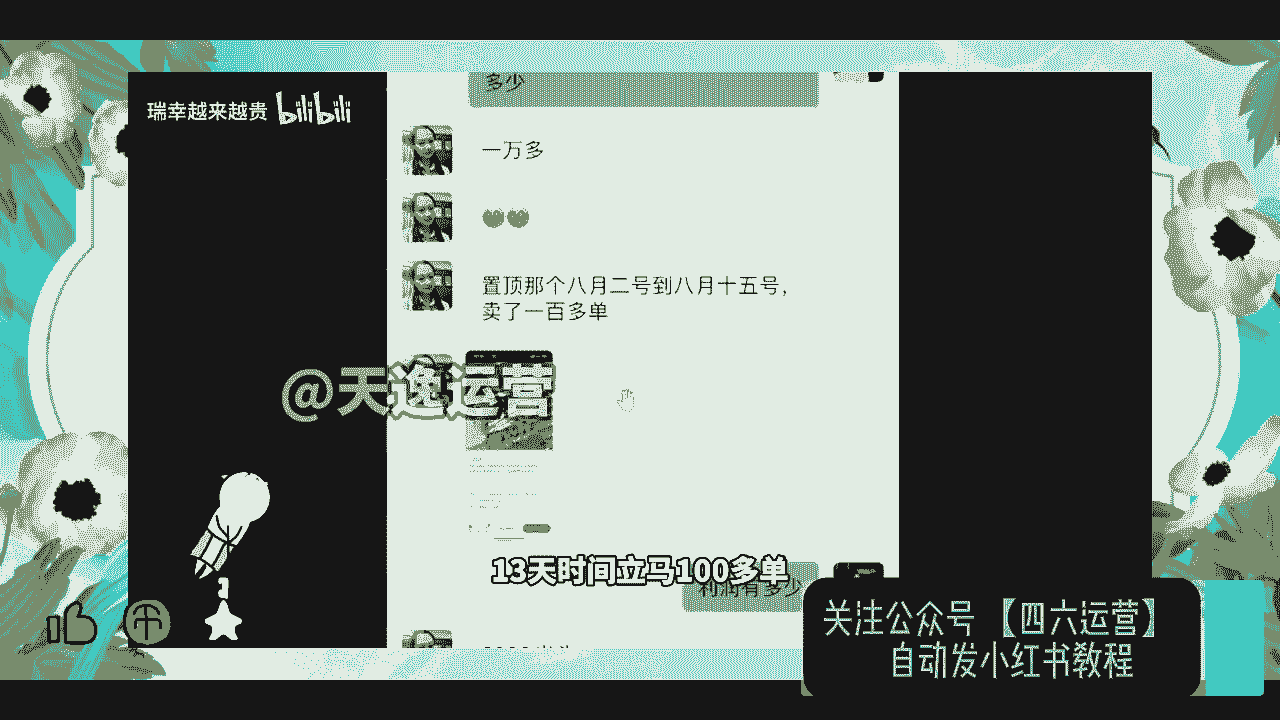 多少
瑞幸越来越贵 bilibili
一万多
置顶那个八月二号到八月十五号，
卖了一百多单
@天逸运营
13天时间立马100多单
利润有多少
关注公众号 【四六运营】
自动发小红书教程